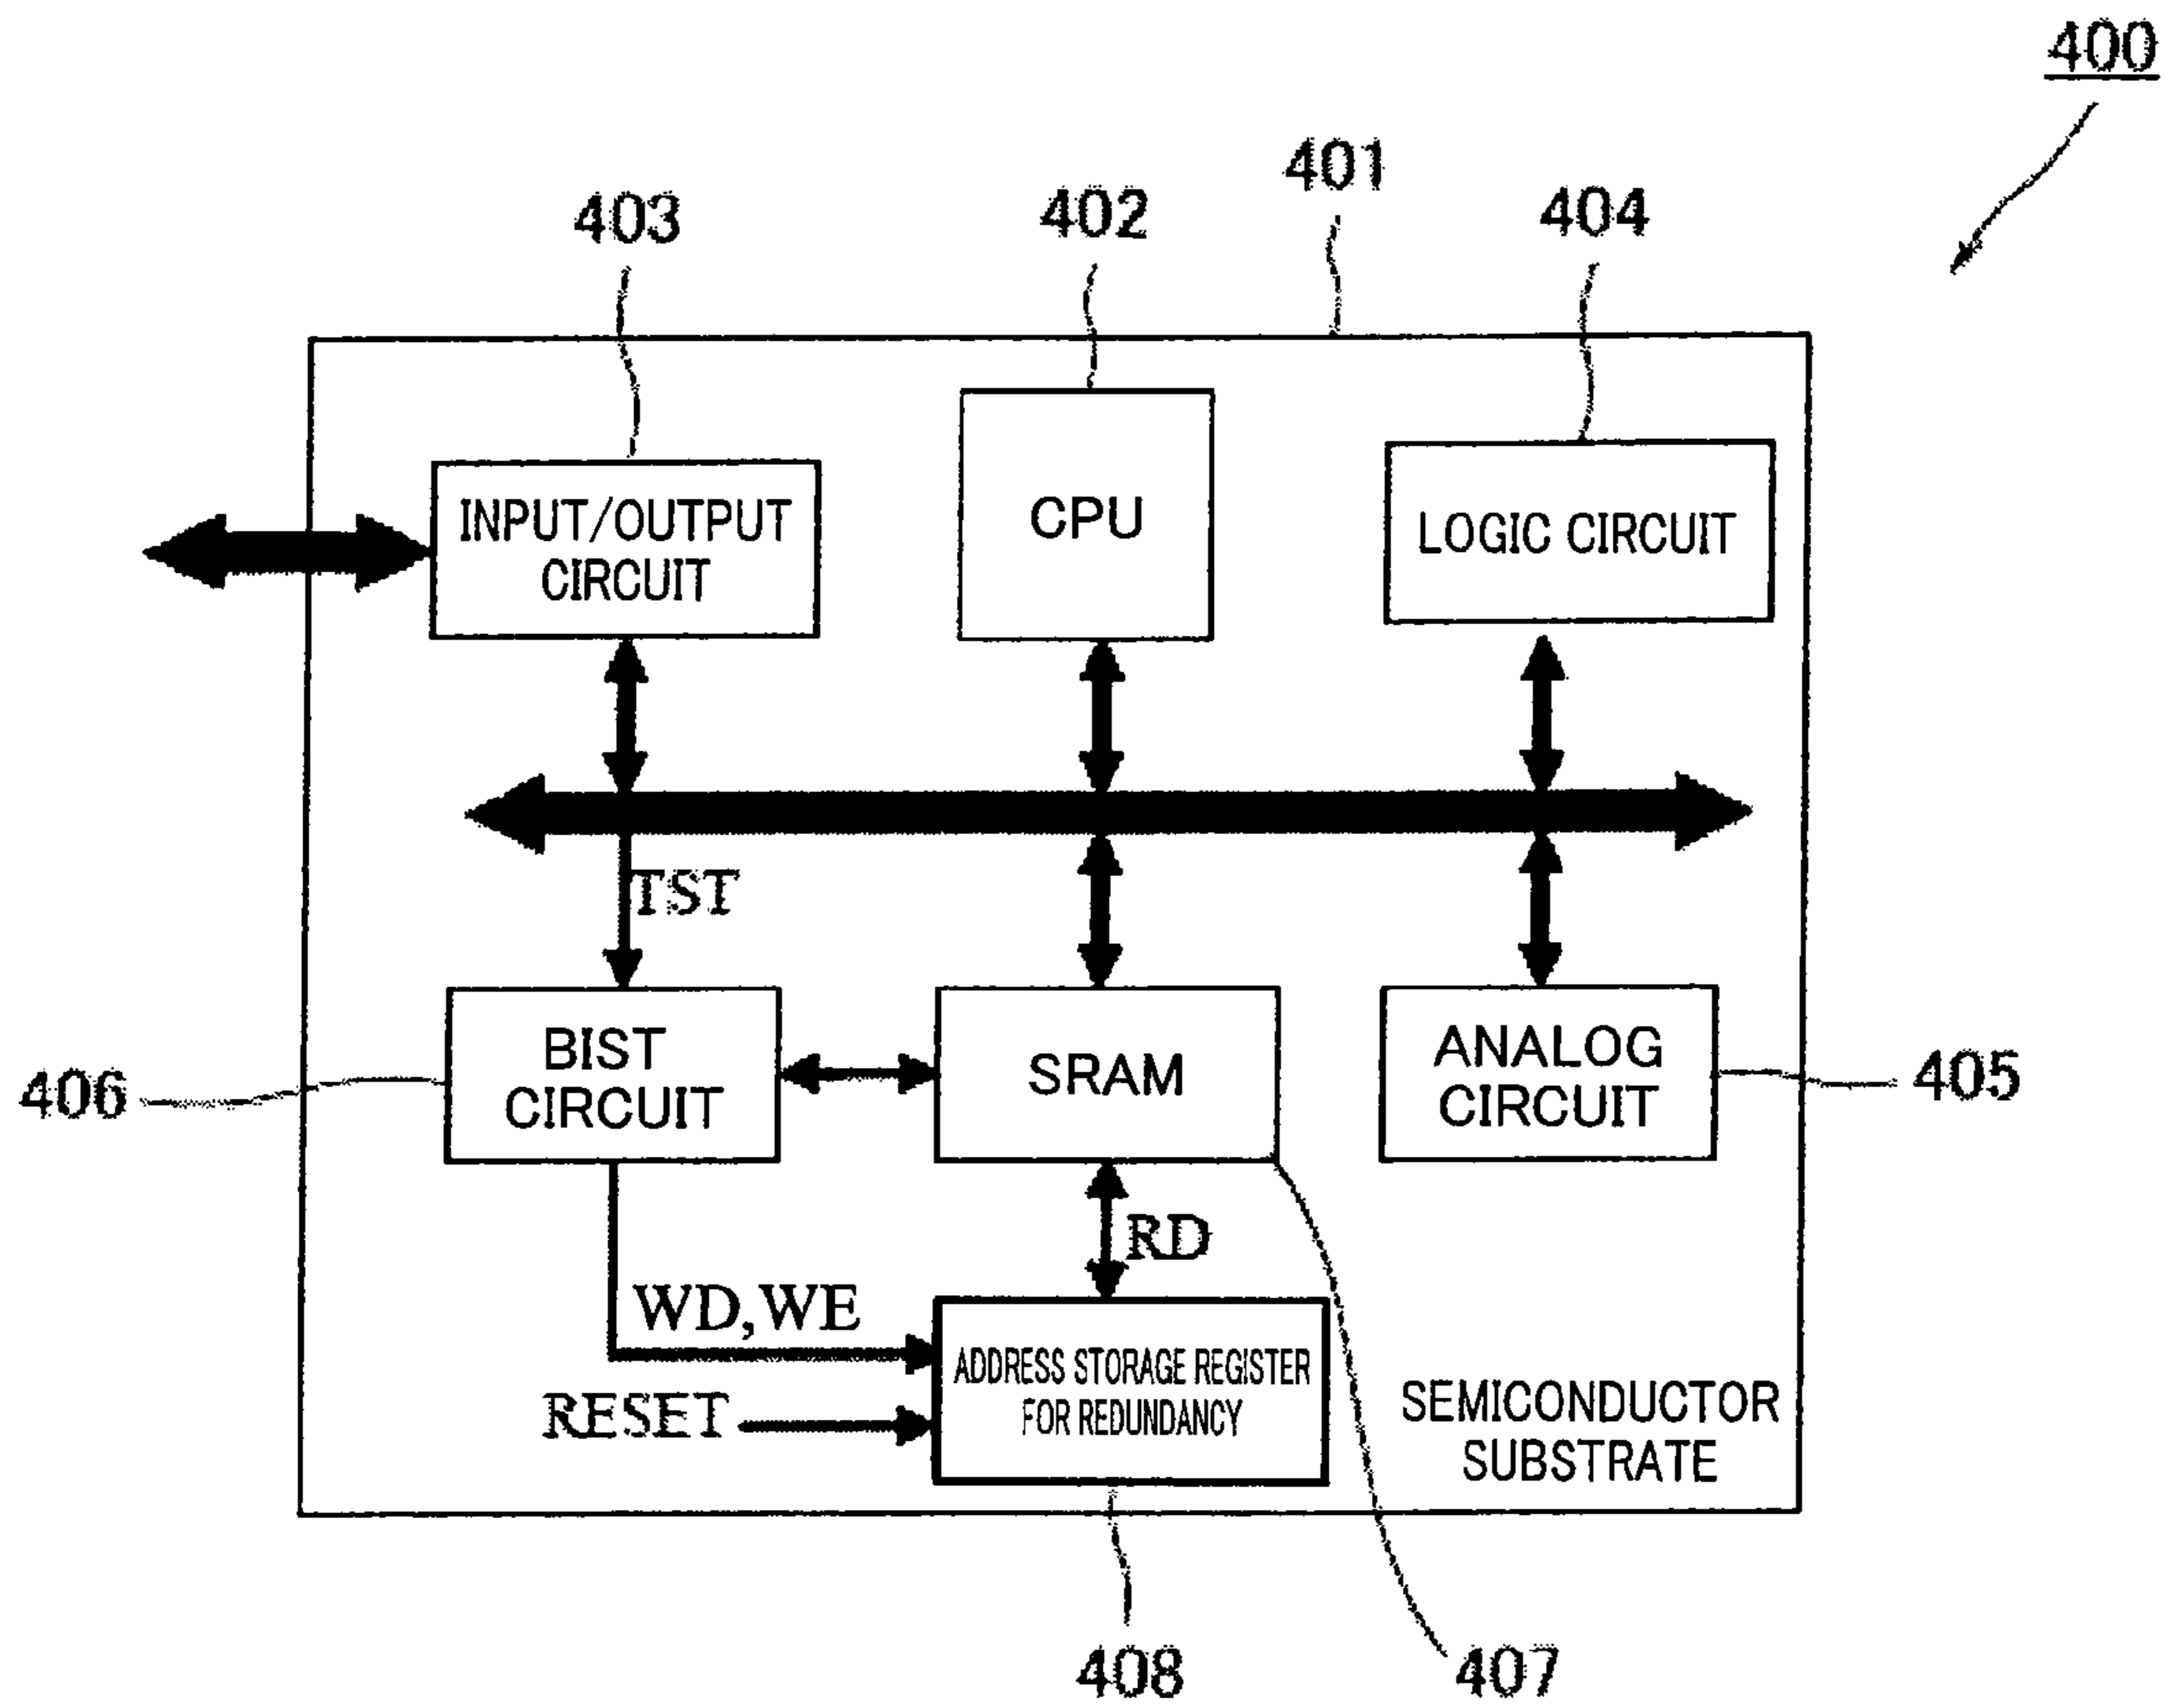 400
401
403
402
404
INPUT/OUTPUT
CIRCUIT
CPU
LOGIC CIRCUIT
TST
BIST
CIRCUIT
SRAM
ANALOG
CIRCUIT
406
405
RD
WD,WE
ADDRESS STORAGE REGISTER
FOR REDUNDANCY
RESET
SEMICONDUCTOR
SUBSTRATE
408
407